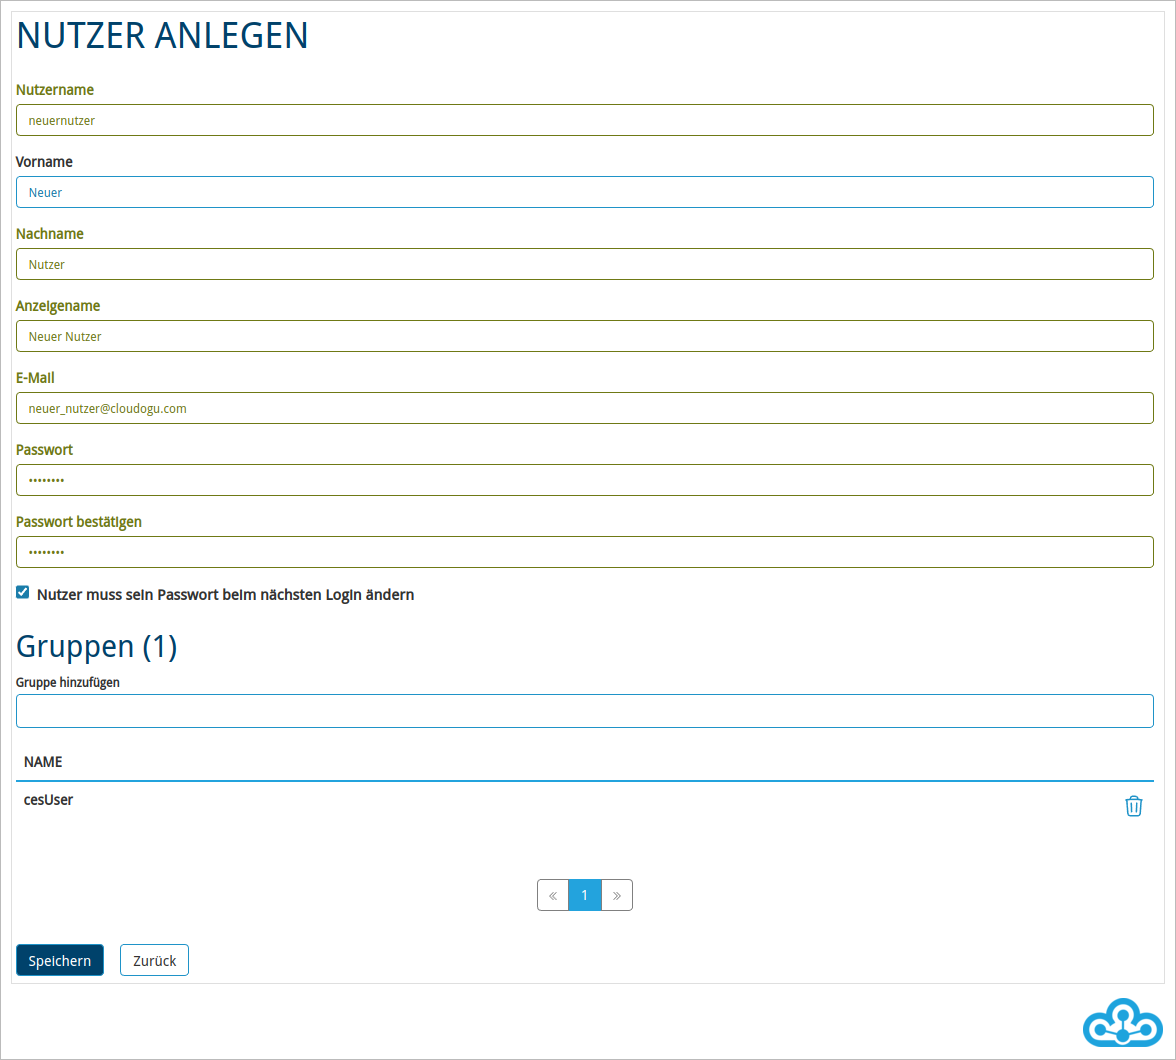 NUTZER ANLEGEN
Nutzername
neuernutzer
Vorname
Neuer
Nachname
Nutzer
Anzeigename
Neuer Nutzer
E-Mail
neuer_nutzer@cloudogu.com
Passwort
••••••••
Passwort bestätigen
••••••••
Nutzer muss sein Passwort beim nächsten Login ändern
Gruppen (1)
Gruppe hinzufügen
NAME
cesUser
« 1 »
Speichern Zurück